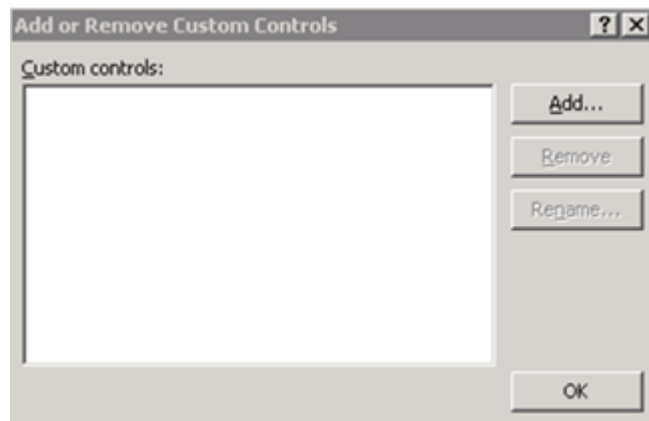 Add or Remove Custom Controls
Custom controls:
Add...
Remove
Rename...
OK